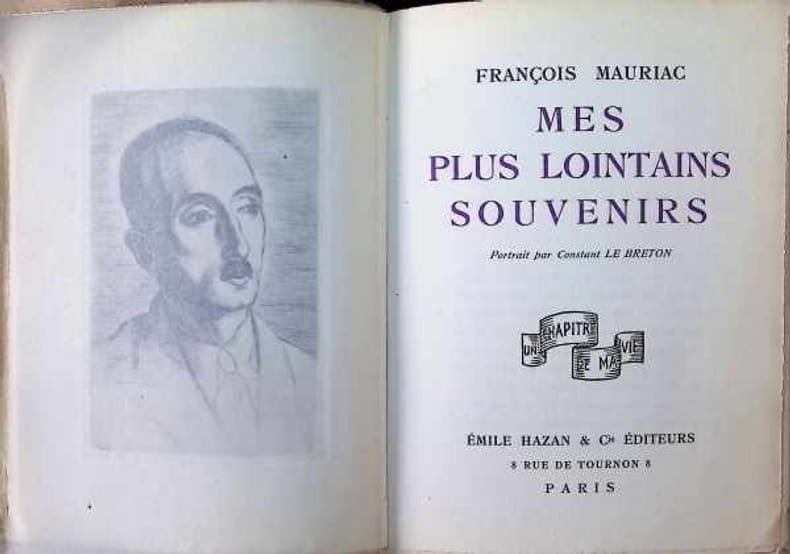 FRANÇOIS MAURIAC
MES
PLUS LOINTAINS
SOUVENIRS
Portrait par Constant LE BRETON
UN
CHAPITRE
DE MA
VIE
ÉMILE HAZAN & Cie ÉDITEURS
8 RUE DE TOURNON 8
PARIS